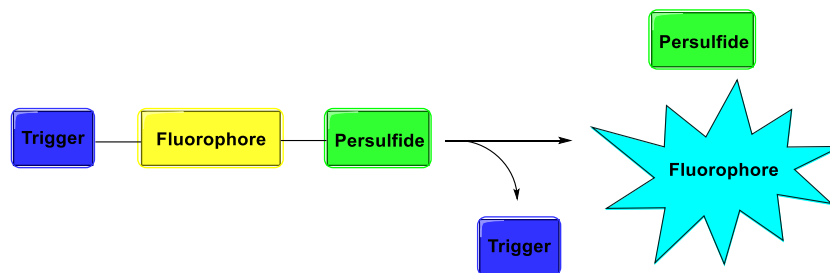 Persulfide
Trigger
Fluorophore
Persulfide
Fluorophore
Trigger